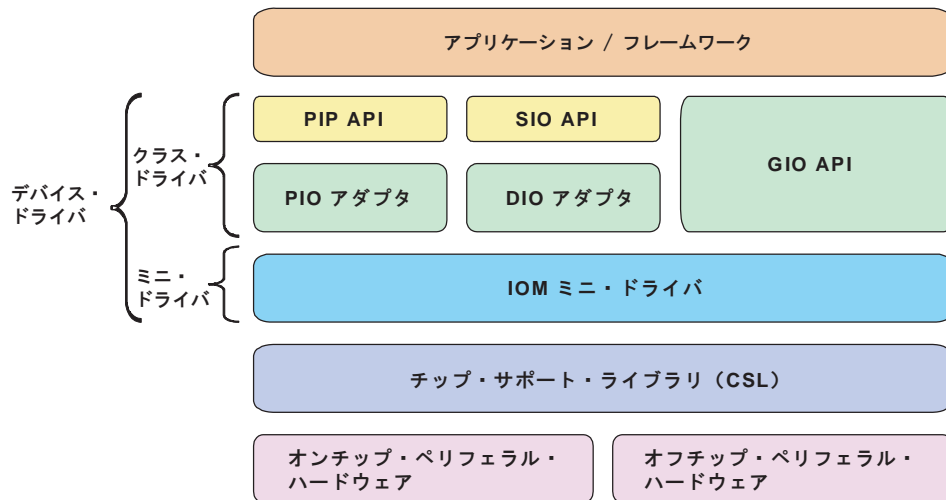 アプリケーション / フレームワーク
PIP API
SIO API
GIO API
クラス・
ドライバ
デバイス・
ドライバ
PIO アダプタ
DIO アダプタ
ミニ・
ドライバ
IOM ミニ・ドライバ
チップ・サポート・ライブラリ（CSL）
オンチップ・ペリフェラル・
ハードウェア
オフチップ・ペリフェラル・
ハードウェア